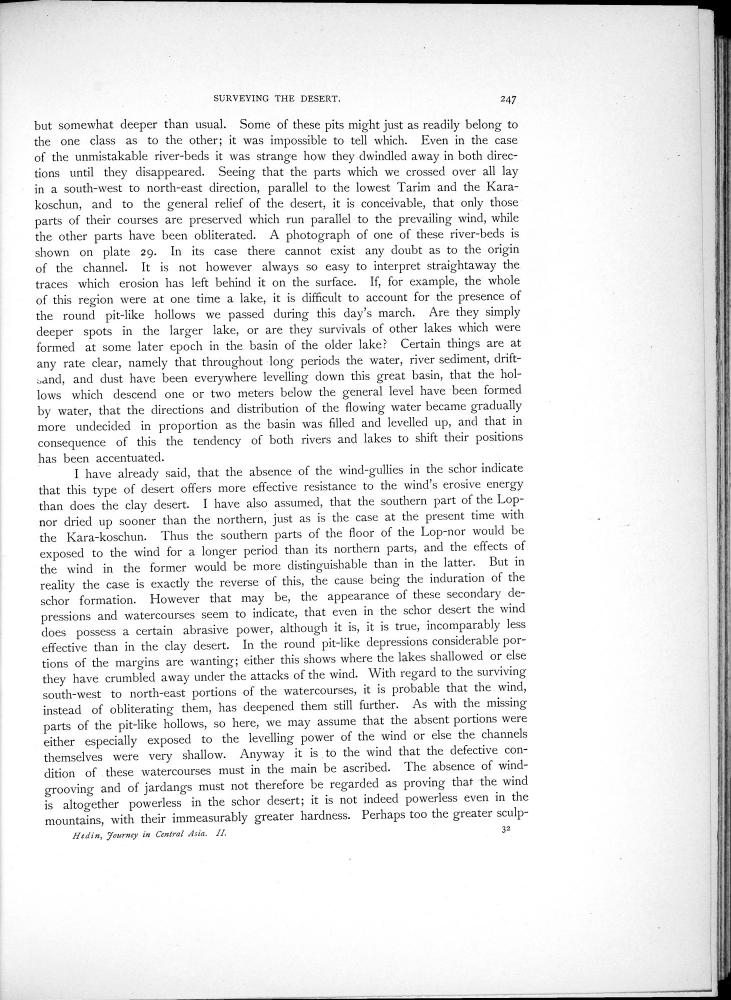 SURVEYING THE DESERT.
247
but somewhat deeper than usual. Some of these pits might just as readily belong to
the one class as to the other; it was impossible to tell which. Even in the case
of the unmistakable river-beds it was strange how they dwindled away in both direc-
tions until they disappeared. Seeing that the parts which we crossed over all lay
in a south-west to north-east direction, parallel to the lowest Tarim and the Kara-
koschun, and to the general relief of the desert, it is conceivable, that only those
parts of their courses are preserved which run parallel to the prevailing wind, while
the other parts have been obliterated. A photograph of one of these river-beds is
shown on plate 29. In its case there cannot exist any doubt as to the origin
of the channel. It is not however always so easy to interpret straightaway the
traces which erosion has left behind it on the surface. If, for example, the whole
of this region were at one time a lake, it is difficult to account for the presence of
the round pit-like hollows we passed during this day's march. Are they simply
deeper spots in the larger lake, or are they survivals of other lakes which were
formed at some later epoch in the basin of the older lake? Certain things are at
any rate clear, namely that throughout long periods the water, river sediment, drift-
sand, and dust have been everywhere levelling down this great basin, that the hol-
lows which descend one or two meters below the general level have been formed
by water, that the directions and distribution of the flowing water became gradually
more undecided in proportion as the basin was filled and levelled up, and that in
consequence of this the tendency of both rivers and lakes to shift their positions
has been accentuated.
I have already said, that the absence of the wind-gullies in the schor indicate
that this type of desert offers more effective resistance to the wind's erosive energy
than does the clay desert. I have also assumed, that the southern part of the Lop-
nor dried up sooner than the northern, just as is the case at the present time with
the Kara-koschun. Thus the southern parts of the floor of the Lop-nor would be
exposed to the wind for a longer period than its northern parts, and the effects of
the wind in the former would be more distinguishable than in the latter. But in
reality the case is exactly the reverse of this, the cause being the induration of the
schor formation. However that may be, the appearance of these secondary de-
pressions and watercourses seem to indicate, that even in the schor desert the wind
does possess a certain abrasive power, although it is, it is true, incomparably less
effective than in the clay desert. In the round pit-like depressions considerable por-
tions of the margins are wanting; either this shows where the lakes shallowed or else
they have crumbled away under the attacks of the wind. With regard to the surviving
south-west to north-east portions of the watercourses, it is probable that the wind,
instead of obliterating them, has deepened them still further. As with the missing
parts of the pit-like hollows, so here, we may assume that the absent portions were
either especially exposed to the levelling power of the wind or else the channels
themselves were very shallow. Anyway it is to the wind that the defective con-
dition of these watercourses must in the main be ascribed. The absence of wind-
grooving and of jardangs must not therefore be regarded as proving that the wind
is altogether powerless in the schor desert; it is not indeed powerless even in the
mountains, with their immeasurably greater hardness. Perhaps too the greater sculp-
Hedin, Journey in Central Asia. II.
32